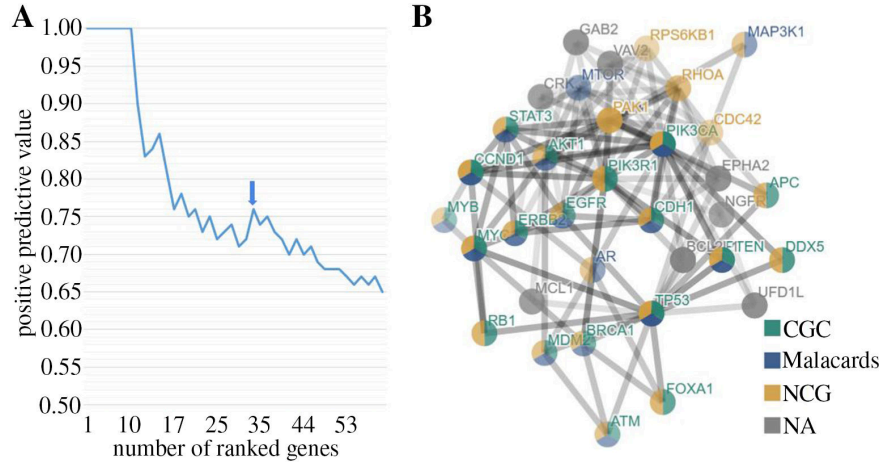 A
1.00
0.95
0.90
0.86
0.80
0.75
0.70
0.65
0.60
0.55
0.50
positive predictive value
1 10 17 25 35 44 53
number of ranked genes
B
GAB2
RPS6KB1
MAP3K1
VAV2
CRK
MTOR
RHOA
PAK1
STAT3
PIK3CA
CDC42
AKT1
CCND1
PIK3R1
EPHA2
APC
MYB
EGFR
CDH1
NGFR
ERBB2
MYC
BCL2
PTEN
DDX5
AR
MCL1
TP53
UFD1L
RB1
BRCA1
MDM2
FOXA1
ATM
CGC
Malacards
NCG
NA